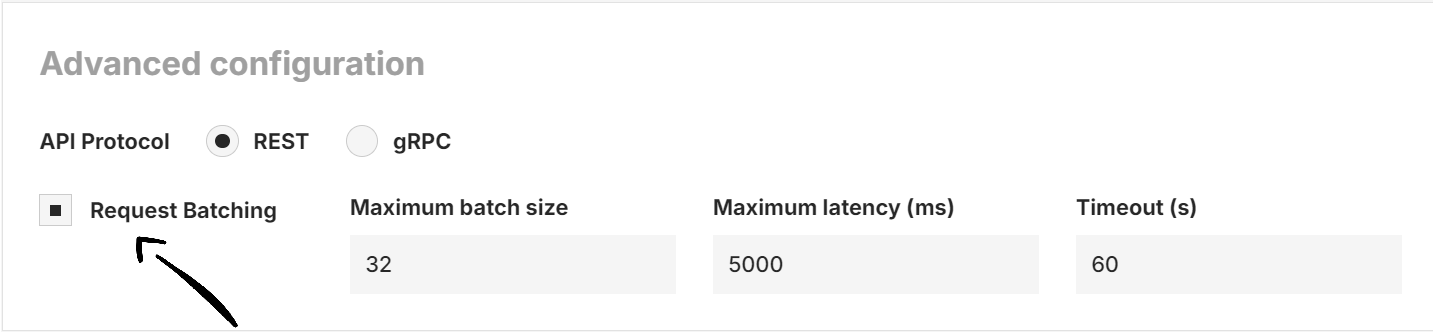 Advanced configuration
API Protocol REST gRPC
Request Batching Maximum batch size Maximum latency (ms) Timeout (s)
32 5000 60